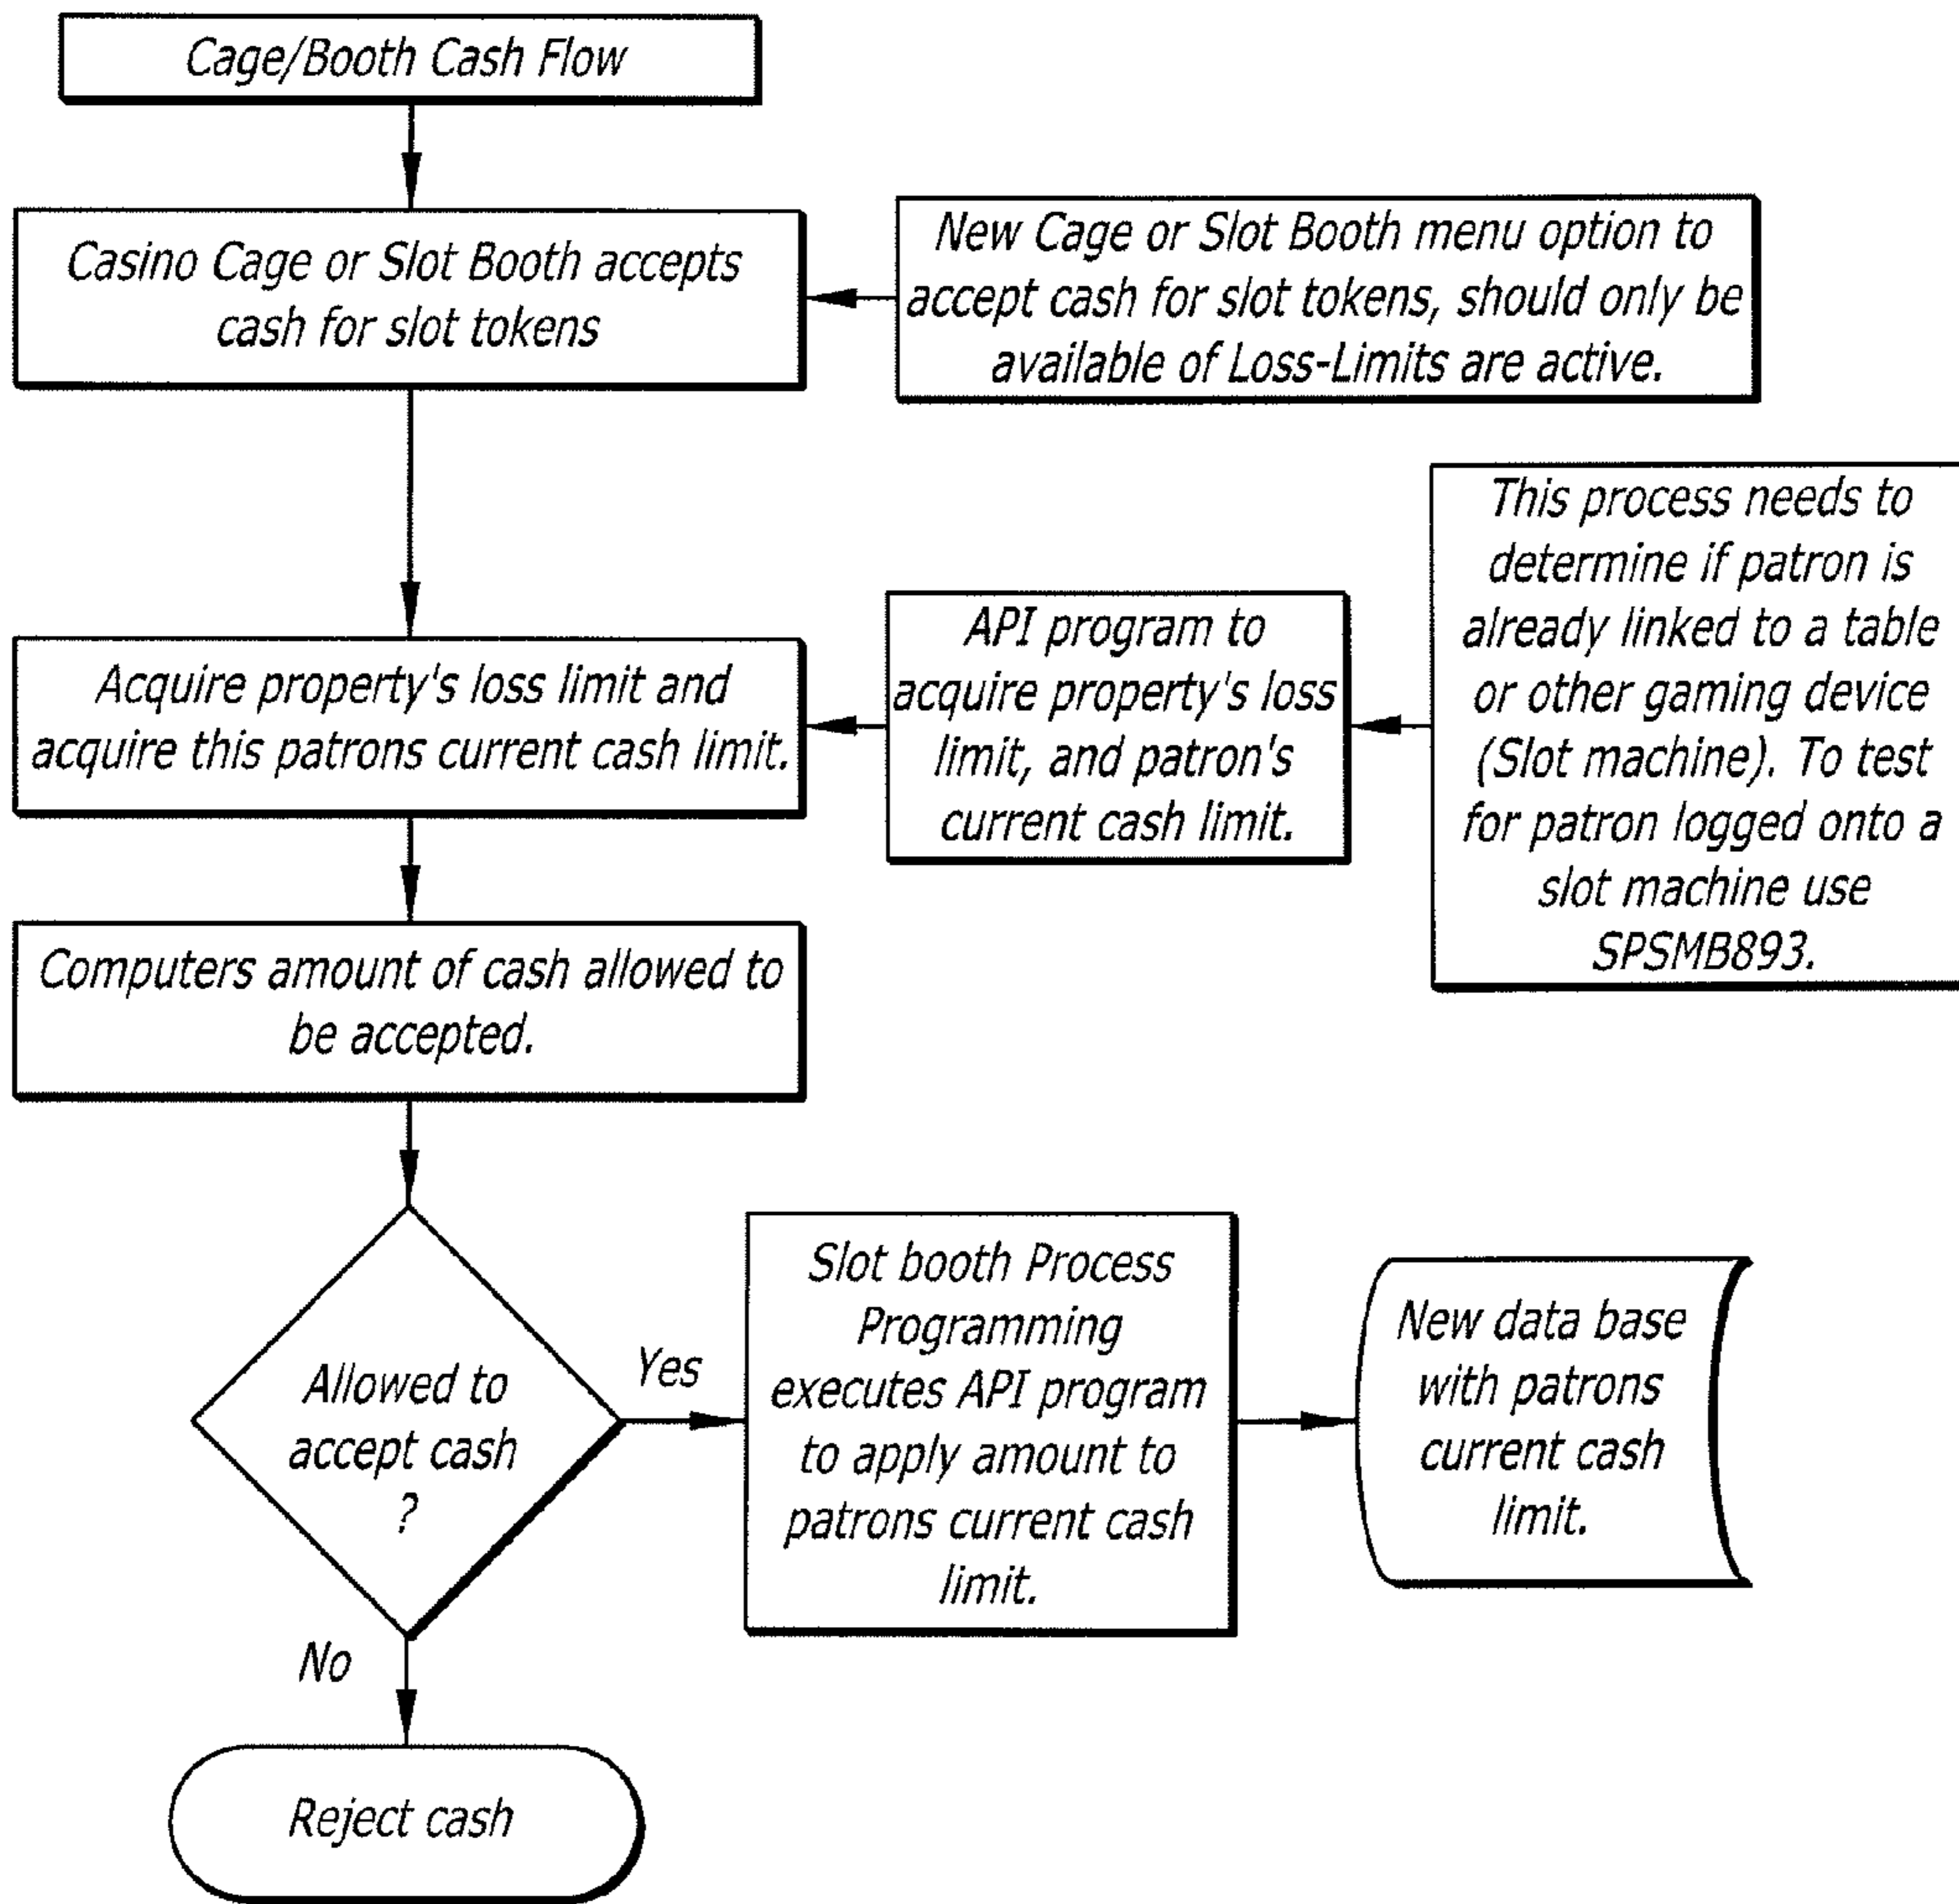 Cage/Booth Cash Flow
Casino Cage or Slot Booth accepts
cash for slot tokens
New Cage or Slot Booth menu option to
accept cash for slot tokens, should only be
available of Loss-Limits are active.
This process needs to
determine if patron is
already linked to a table
or other gaming device
(Slot machine). To test
for patron logged onto a
slot machine use
SPSMB893.
API program to
acquire property's loss
limit, and patron's
current cash limit.
Acquire property's loss limit and
acquire this patrons current cash limit.
Computers amount of cash allowed to
be accepted.
Allowed to
accept cash
?
Yes
Slot booth Process
Programming
executes API program
to apply amount to
patrons current cash
limit.
New data base
with patrons
current cash
limit.
No
Reject cash